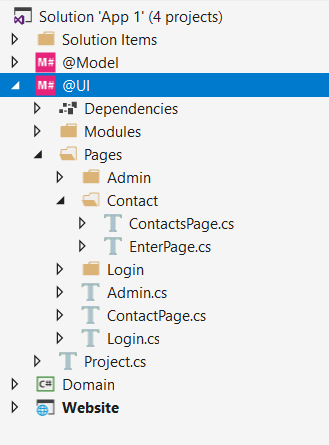 Solution 'App 1' (4 projects)
Solution Items
M# @Model
M# @UI
Dependencies
Modules
Pages
Admin
Contact
ContactsPage.cs
EnterPage.cs
Login
Admin.cs
ContactPage.cs
Login.cs
Project.cs
C# Domain
Website